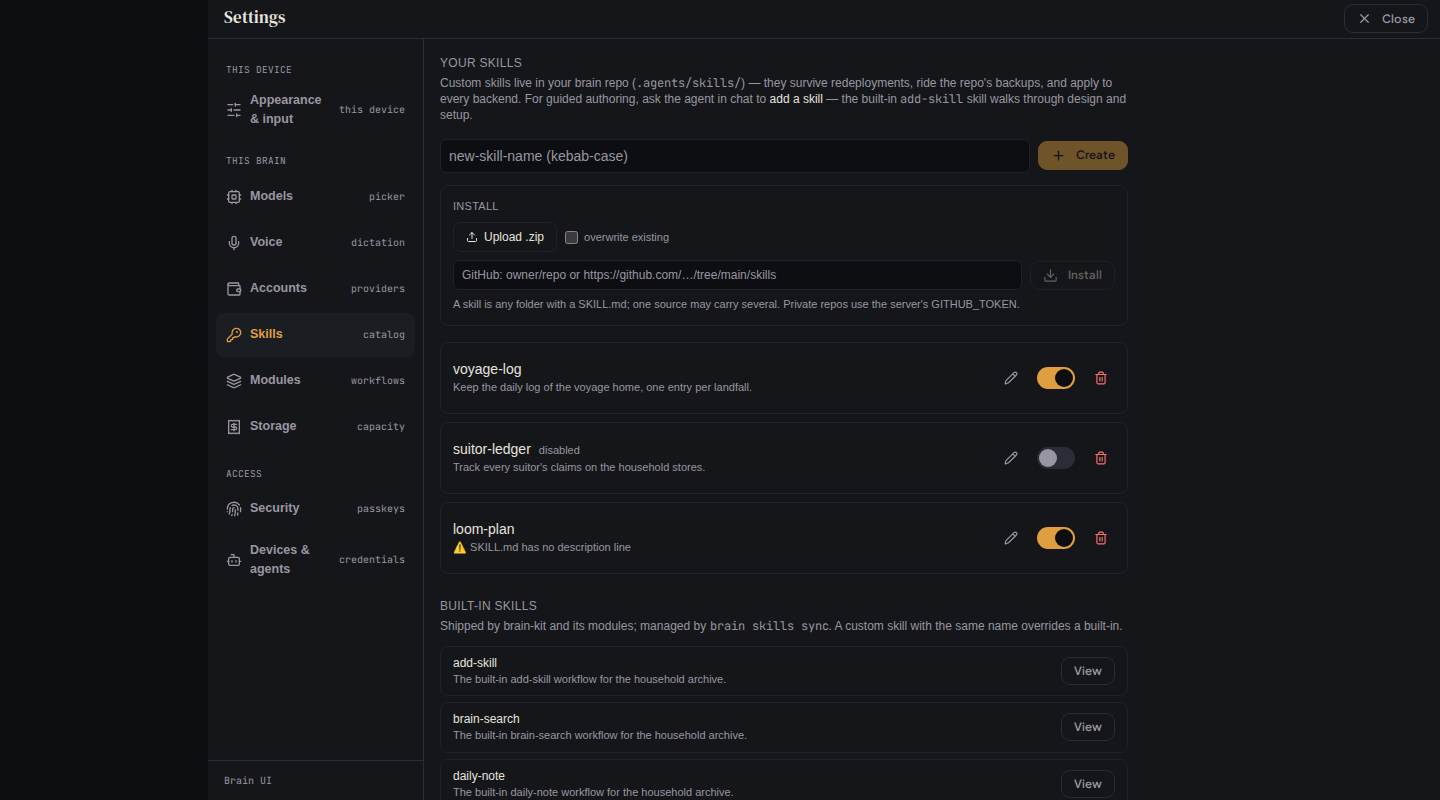 Settings
Close
THIS DEVICE
Appearance & input
this device
THIS BRAIN
Models
picker
Voice
dictation
Accounts
providers
Skills
catalog
Modules
workflows
Storage
capacity
ACCESS
Security
passkeys
Devices & agents
credentials
Brain UI
YOUR SKILLS
Custom skills live in your brain repo (.agents/skills/) — they survive redeployments, ride the repo's backups, and apply to
every backend. For guided authoring, ask the agent in chat to add a skill — the built-in add-skill skill walks through design and
setup.
new-skill-name (kebab-case)
Create
INSTALL
Upload .zip
overwrite existing
GitHub: owner/repo or https://github.com/…/tree/main/skills
Install
A skill is any folder with a SKILL.md; one source may carry several. Private repos use the server's GITHUB_TOKEN.
voyage-log
Keep the daily log of the voyage home, one entry per landfall.
suitor-ledger disabled
Track every suitor's claims on the household stores.
loom-plan
⚠️ SKILL.md has no description line
BUILT-IN SKILLS
Shipped by brain-kit and its modules; managed by brain skills sync. A custom skill with the same name overrides a built-in.
add-skill
The built-in add-skill workflow for the household archive.
View
brain-search
The built-in brain-search workflow for the household archive.
View
daily-note
The built-in daily-note workflow for the household archive.
View